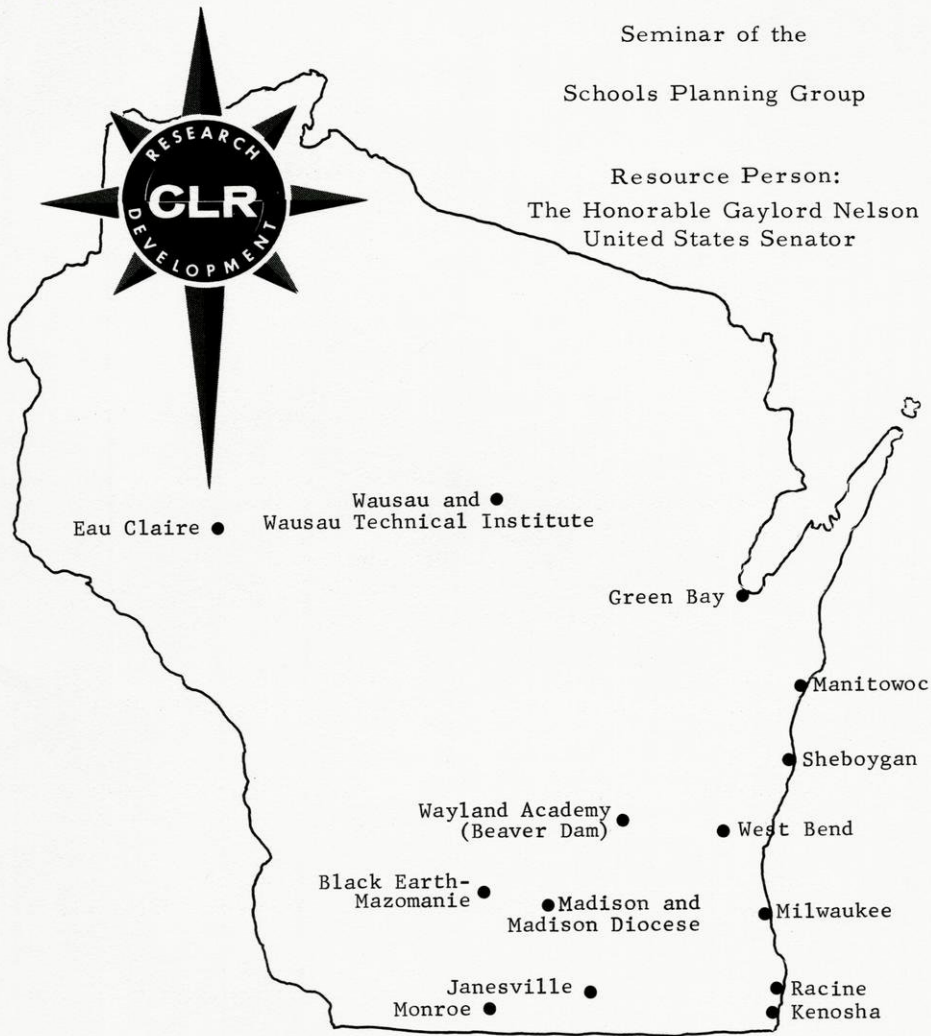 Seminar of the
Schools Planning Group
Resource Person:
The Honorable Gaylord Nelson
United States Senator
RESEARCH
CLR
DEVELOPMENT
Wausau and
Wausau Technical Institute
Eau Claire
Green Bay
Manitowoc
Sheboygan
Wayland Academy
(Beaver Dam)
West Bend
Black Earth-
Mazomanie
Madison and
Madison Diocese
Milwaukee
Janesville
Monroe
Racine
Kenosha